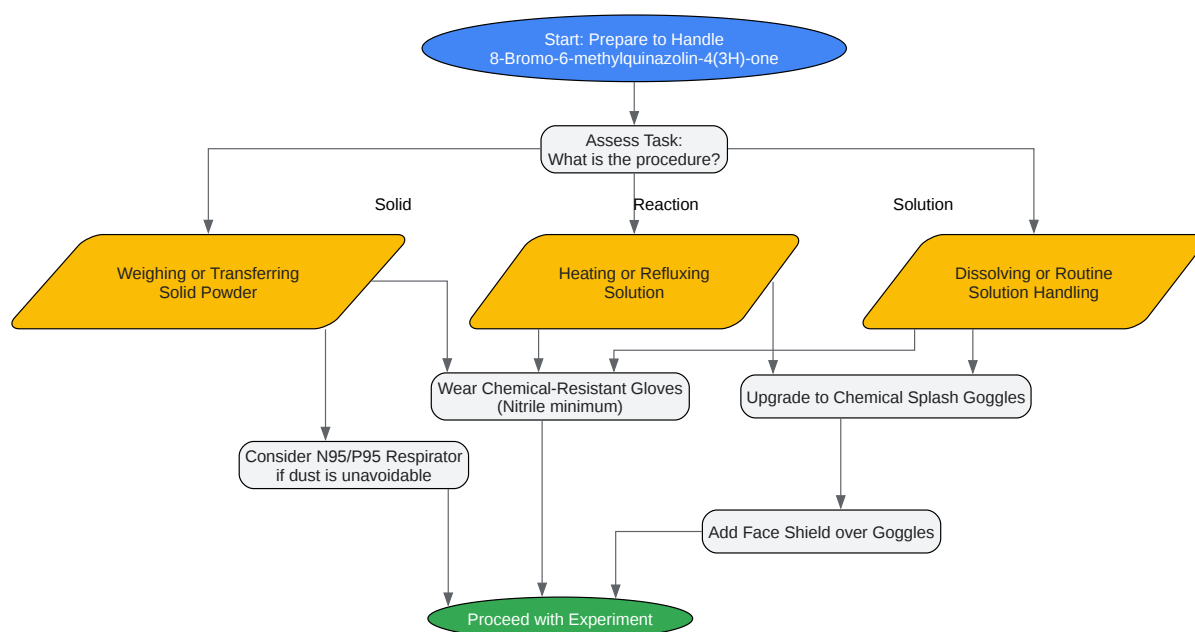 Start: Prepare to Handle
8-Bromo-6-methylquinazolin-4(3H)-one
Assess Task:
What is the procedure?
Solid
Reaction
Solution
Weighing or Transferring
Solid Powder
Heating or Refluxing
Solution
Dissolving or Routine
Solution Handling
Wear Chemical-Resistant Gloves
(Nitrile minimum)
Upgrade to Chemical Splash Goggles
Consider N95/P95 Respirator
if dust is unavoidable
Add Face Shield over Goggles
Proceed with Experiment